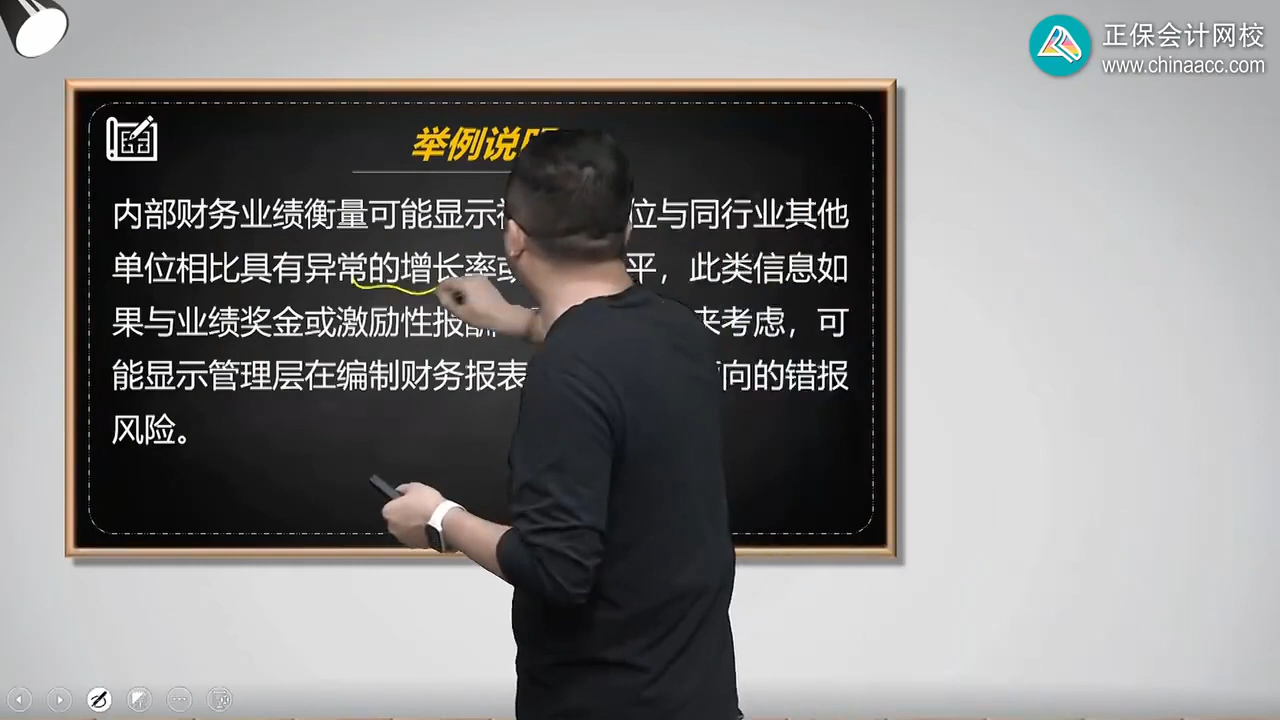 正保会计网校
www.chinaacc.com
举例说
内部财务业绩衡量可能显示 位与同行业其他
单位相比具有异常的增长率或 平，此类信息如
果与业绩奖金或激励性报酬 来考虑，可
能显示管理层在编制财务报表 向的错报
风险。